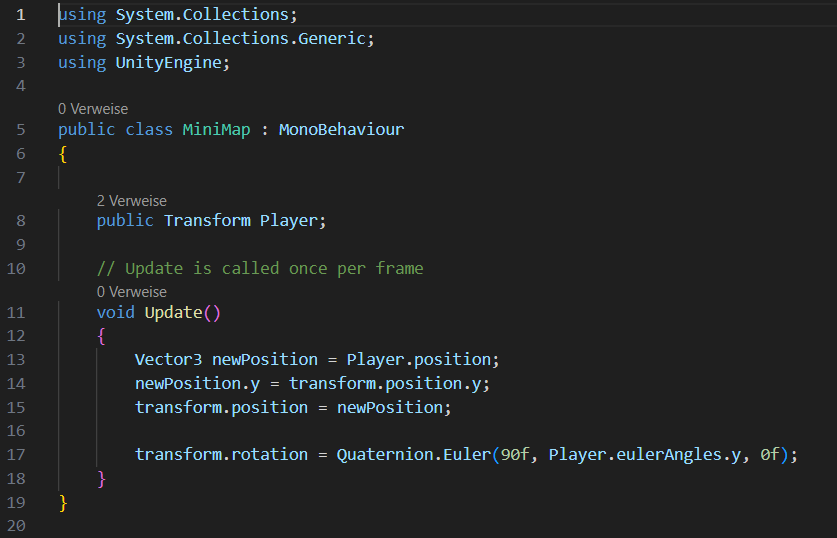 1 using System.Collections;
2 using System.Collections.Generic;
3 using UnityEngine;
4
0 Verweise
5 public class MiniMap : MonoBehaviour
6 {
7
2 Verweise
8 public Transform Player;
9
10 // Update is called once per frame
0 Verweise
11 void Update()
12 {
13 Vector3 newPosition = Player.position;
14 newPosition.y = transform.position.y;
15 transform.position = newPosition;
16
17 transform.rotation = Quaternion.Euler(90f, Player.eulerAngles.y, 0f);
18 }
19 }
20